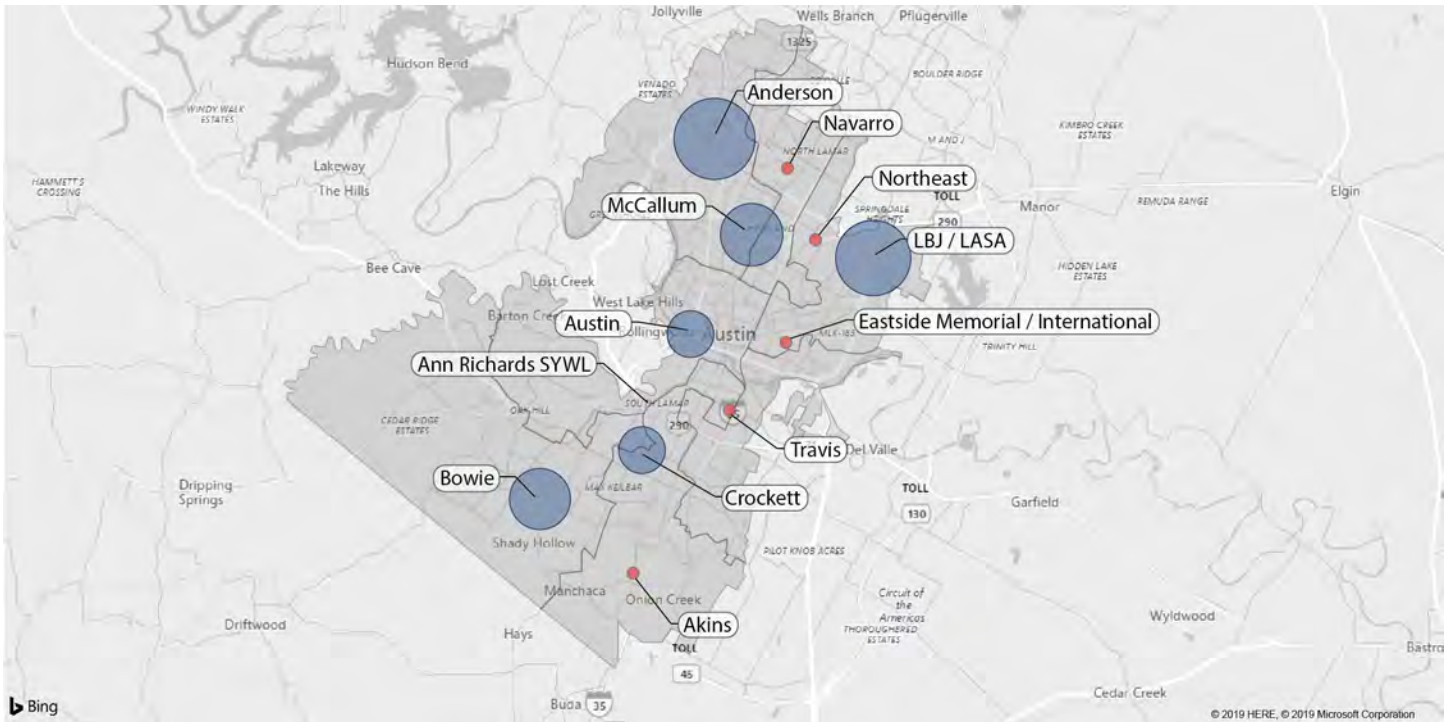 Jollyville
Wells Branch
Pflugerville
1325
Hudson Bend
VENADO
ESTATES
BOULDER RIDGE
Anderson
WINDY WALK
ESTATES
Navarro
KIMBRO CREEK
ESTATES
M AND J
NORTH LAMAR
Lakeway
The Hills
HAMMETT'S
CROSSING
Northeast
TOLL
290
Elgin
REMUDA RANGE
Manor
McCallum
SPRINGDALE
HEIGHTS
LBJ / LASA
Bee Cave
HIDDEN LAKE
ESTATES
Lost Creek
West Lake Hills
Barton Creek
Austin
Austin
Eastside Memorial / International
MLK-183
TRINITY HILL
Ann Richards SYWL
SOUTH LAMAR
OAK HILL
CEDAR RIDGE
ESTATES
290
Travis
Del Valle
Bowie
Crockett
Dripping
Springs
TOLL
130
Garfield
Shady Hollow
PILOT KNOB ACRES
Manchaca
Onion Creek
Circuit of
the
Americas
THOROUGHBRED
ESTATES
Wyldwood
Driftwood
Hays
Akins
TOLL
45
Bastro
Buda
35
Cedar Creek
Bing
© 2019 HERE, © 2019 Microsoft Corporation